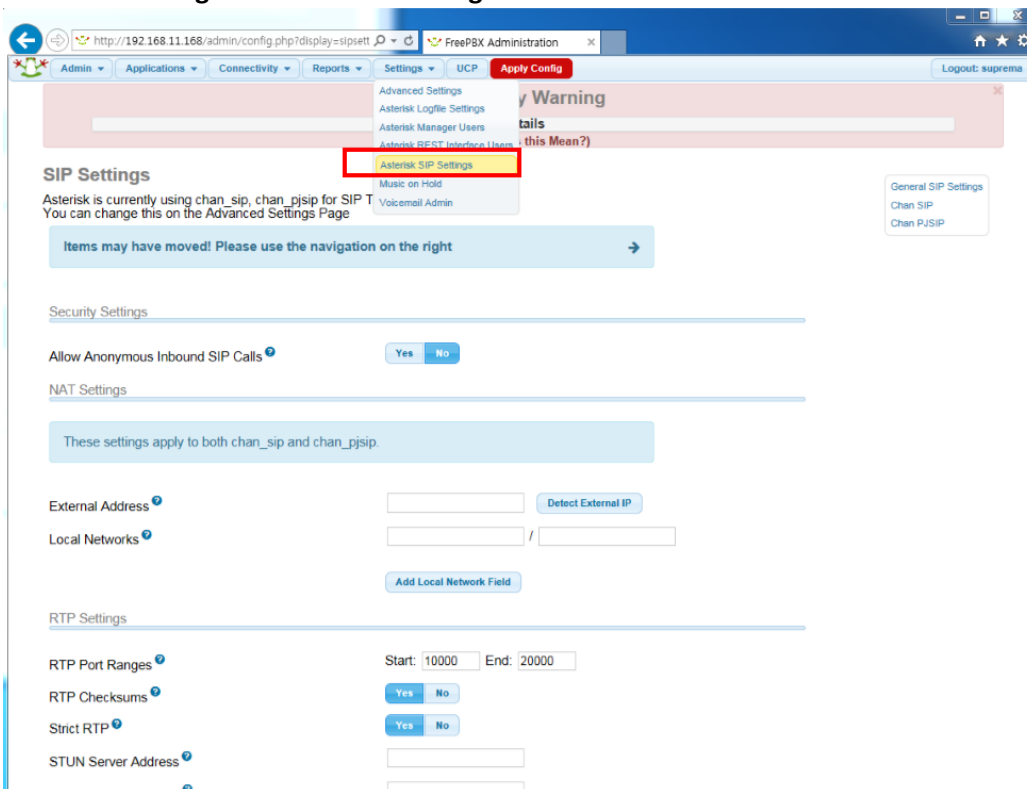 http://192.168.11.168/admin/config.php?display=sipsett
FreePBX Administration
Admin Applications Connectivity Reports Settings UCP Apply Config Logout: suprema
Advanced Settings
Asterisk Logfile Settings
Asterisk Manager Users
Asterisk REST Interface Users
Asterisk SIP Settings
Music on Hold
Voicemail Admin
y Warning
tails
this Mean?)
SIP Settings
Asterisk is currently using chan_sip, chan_pjsip for SIP T
You can change this on the Advanced Settings Page
General SIP Settings
Chan SIP
Chan PJSIP
Items may have moved! Please use the navigation on the right
Security Settings
Allow Anonymous Inbound SIP Calls Yes No
NAT Settings
These settings apply to both chan_sip and chan_pjsip.
External Address Detect External IP
Local Networks /
Add Local Network Field
RTP Settings
RTP Port Ranges Start: 10000 End: 20000
RTP Checksums Yes No
Strict RTP Yes No
STUN Server Address